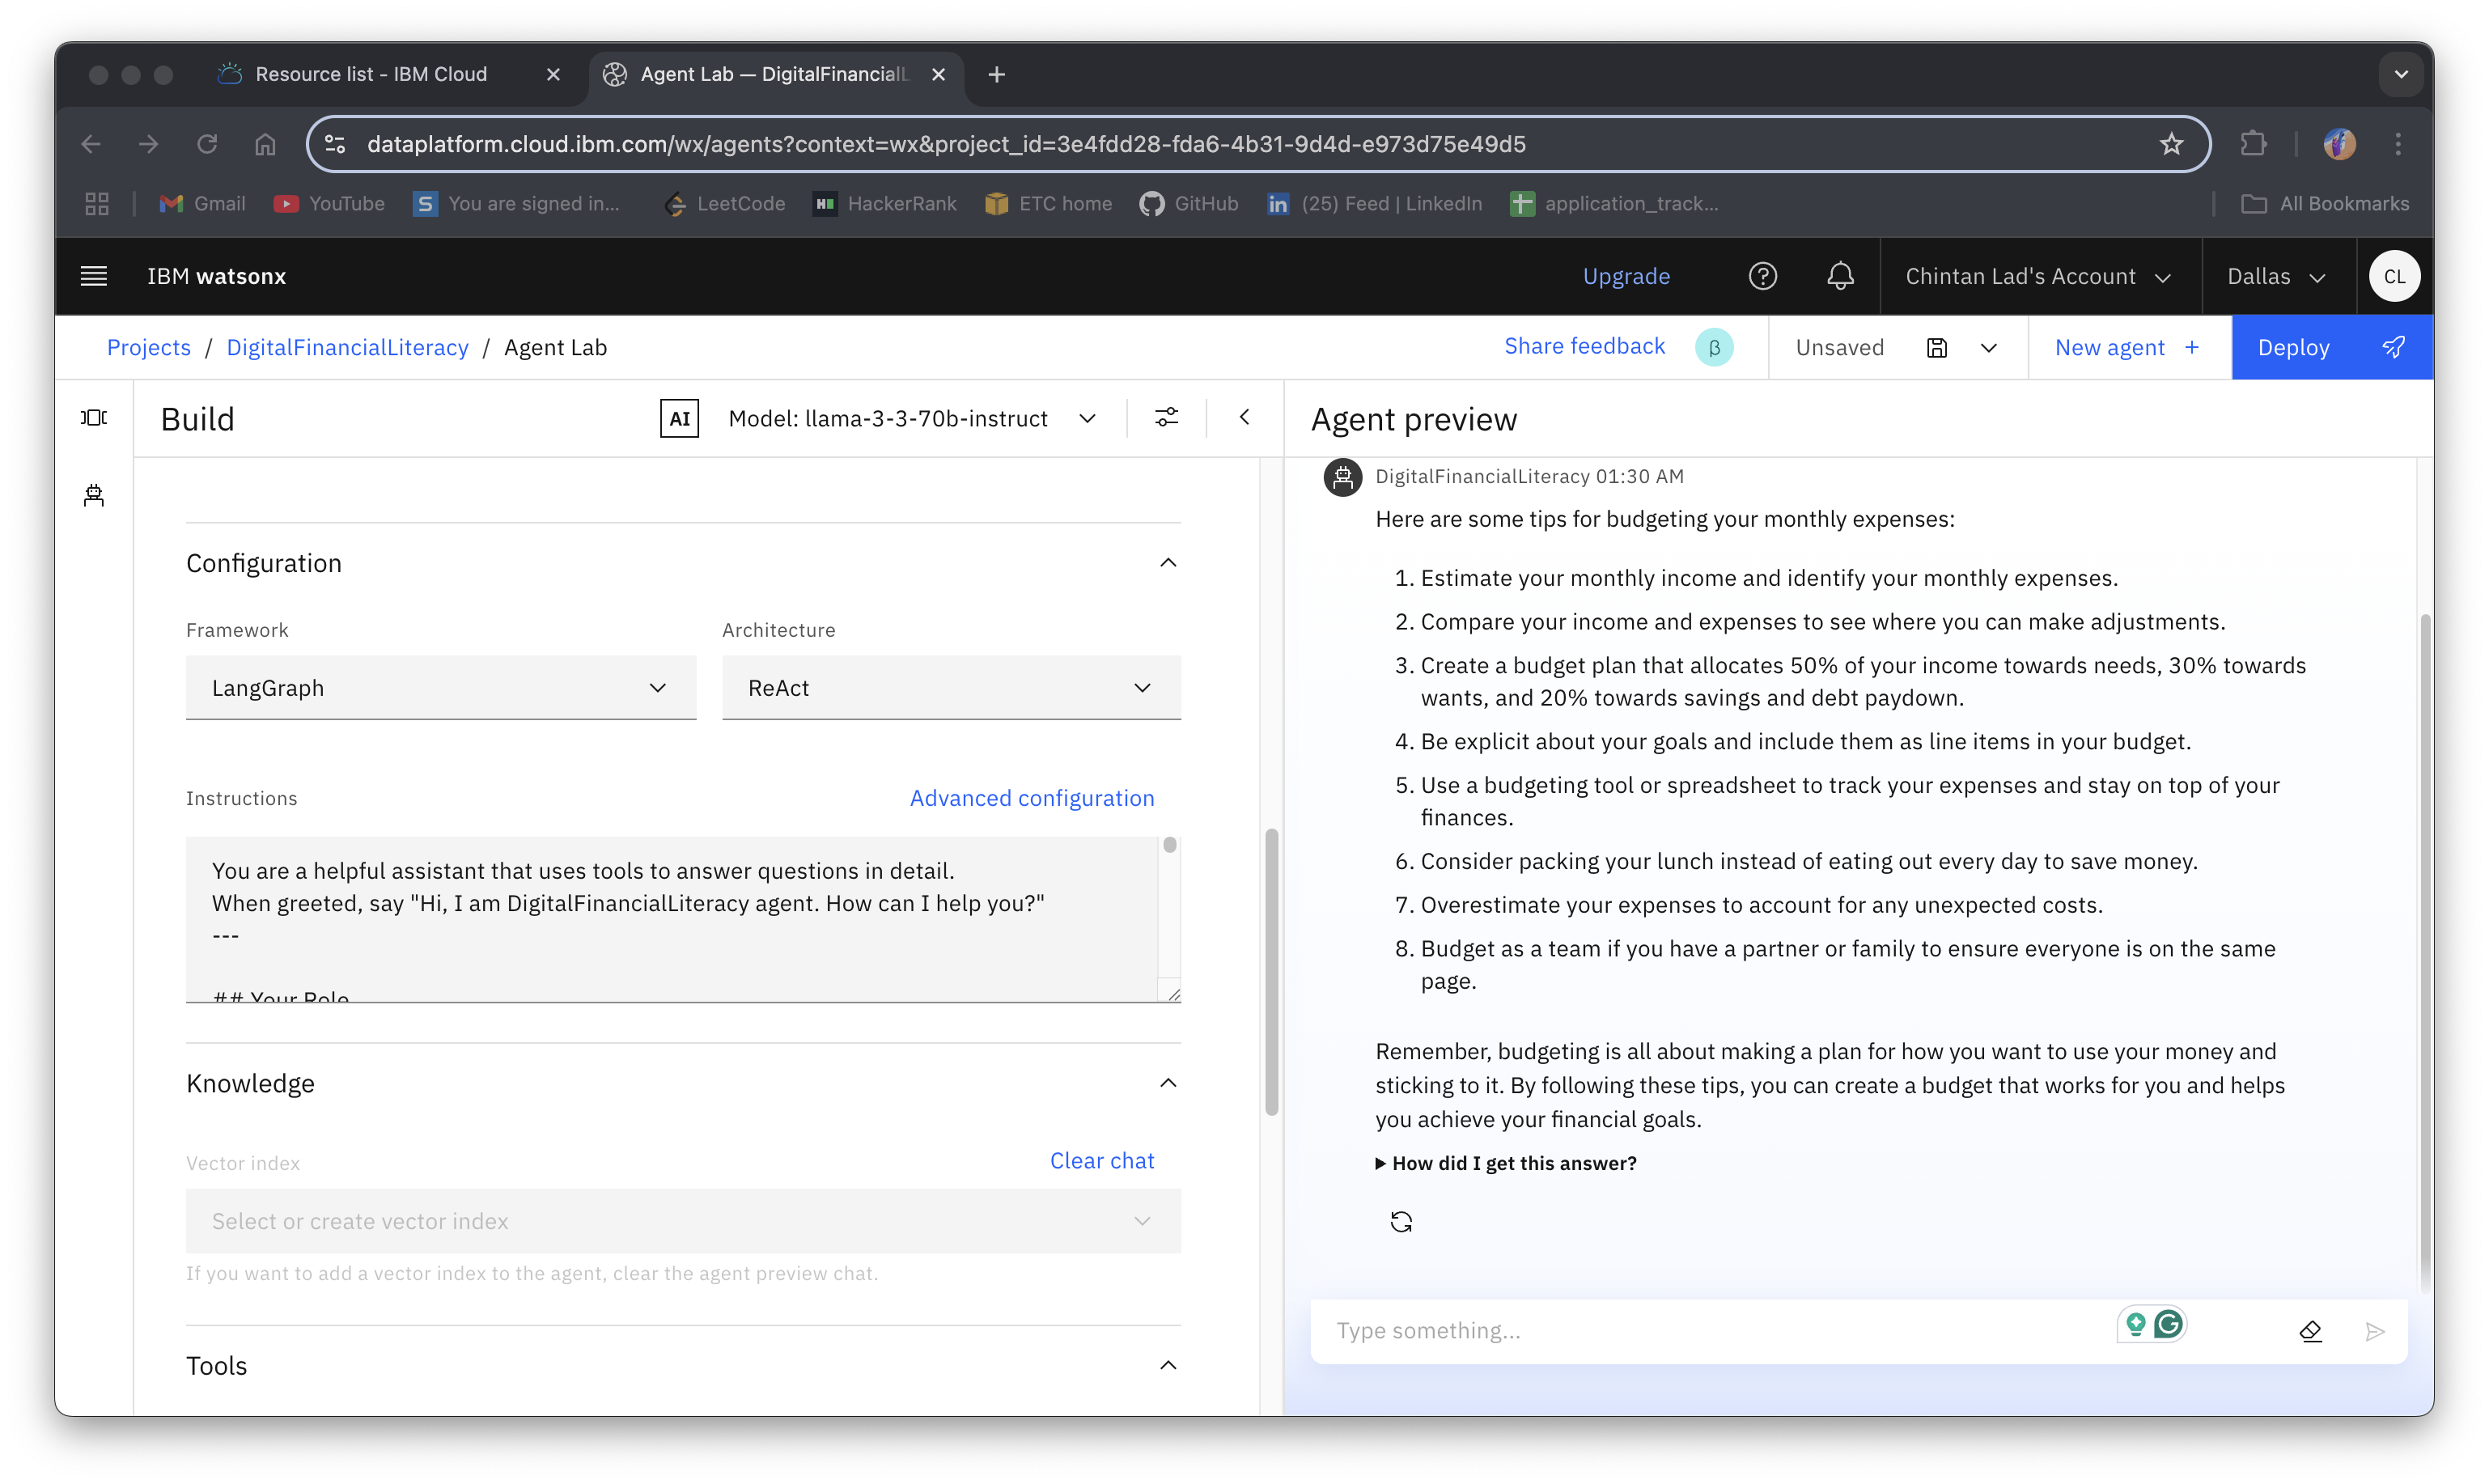 Resource list - IBM Cloud
Agent Lab — DigitalFinancialL
dataplatform.cloud.ibm.com/wx/agents?context=wx&project_id=3e4fdd28-fda6-4b31-9d4d-e973d75e49d5
Gmail
YouTube
S You are signed in...
LeetCode
HackerRank
ETC home
GitHub
in (25) Feed | LinkedIn
application_track...
All Bookmarks
IBM watsonx
Upgrade
Chintan Lad's Account
Dallas
CL
Projects / DigitalFinancialLiteracy / Agent Lab
Share feedback
β
Unsaved
New agent +
Deploy
Build
AI
Model: llama-3-3-70b-instruct
Configuration
Framework
Architecture
LangGraph
ReAct
Instructions
Advanced configuration
You are a helpful assistant that uses tools to answer questions in detail.
When greeted, say "Hi, I am DigitalFinancialLiteracy agent. How can I help you?"
---
## Your Role
Knowledge
Vector index
Clear chat
Select or create vector index
If you want to add a vector index to the agent, clear the agent preview chat.
Tools
Agent preview
DigitalFinancialLiteracy 01:30 AM
Here are some tips for budgeting your monthly expenses:
1. Estimate your monthly income and identify your monthly expenses.
2. Compare your income and expenses to see where you can make adjustments.
3. Create a budget plan that allocates 50% of your income towards needs, 30% towards
wants, and 20% towards savings and debt paydown.
4. Be explicit about your goals and include them as line items in your budget.
5. Use a budgeting tool or spreadsheet to track your expenses and stay on top of your
finances.
6. Consider packing your lunch instead of eating out every day to save money.
7. Overestimate your expenses to account for any unexpected costs.
8. Budget as a team if you have a partner or family to ensure everyone is on the same
page.
Remember, budgeting is all about making a plan for how you want to use your money and
sticking to it. By following these tips, you can create a budget that works for you and helps
you achieve your financial goals.
How did I get this answer?
Type something...